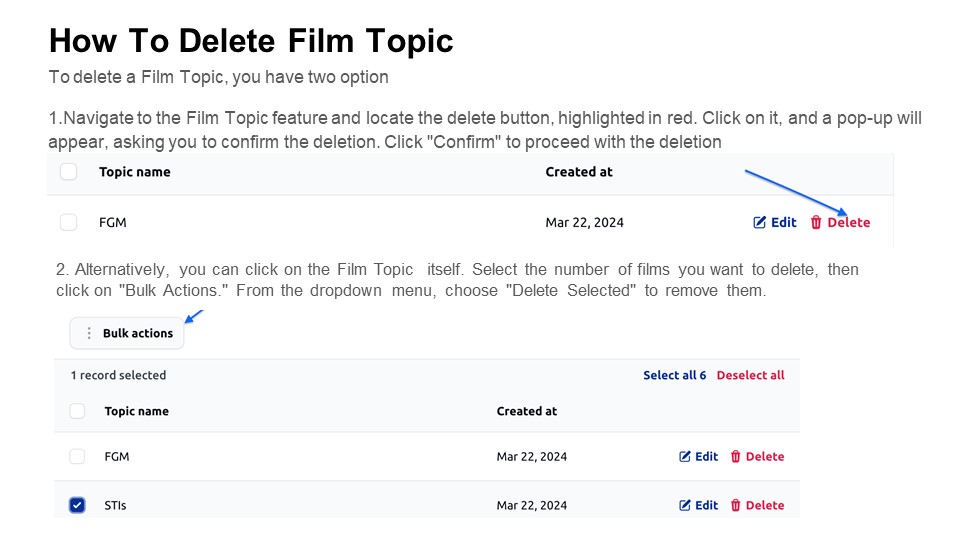 How To Delete Film Topic
To delete a Film Topic, you have two option
1.Navigate to the Film Topic feature and locate the delete button, highlighted in red. Click on it, and a pop-up will
appear, asking you to confirm the deletion. Click "Confirm" to proceed with the deletion
Topic name Created at
FGM Mar 22, 2024 Edit Delete
2. Alternatively, you can click on the Film Topic itself. Select the number of films you want to delete, then
click on "Bulk Actions." From the dropdown menu, choose "Delete Selected" to remove them.
Bulk actions
1 record selected Select all 6 Deselect all
Topic name Created at
FGM Mar 22, 2024 Edit Delete
STIs Mar 22, 2024 Edit Delete